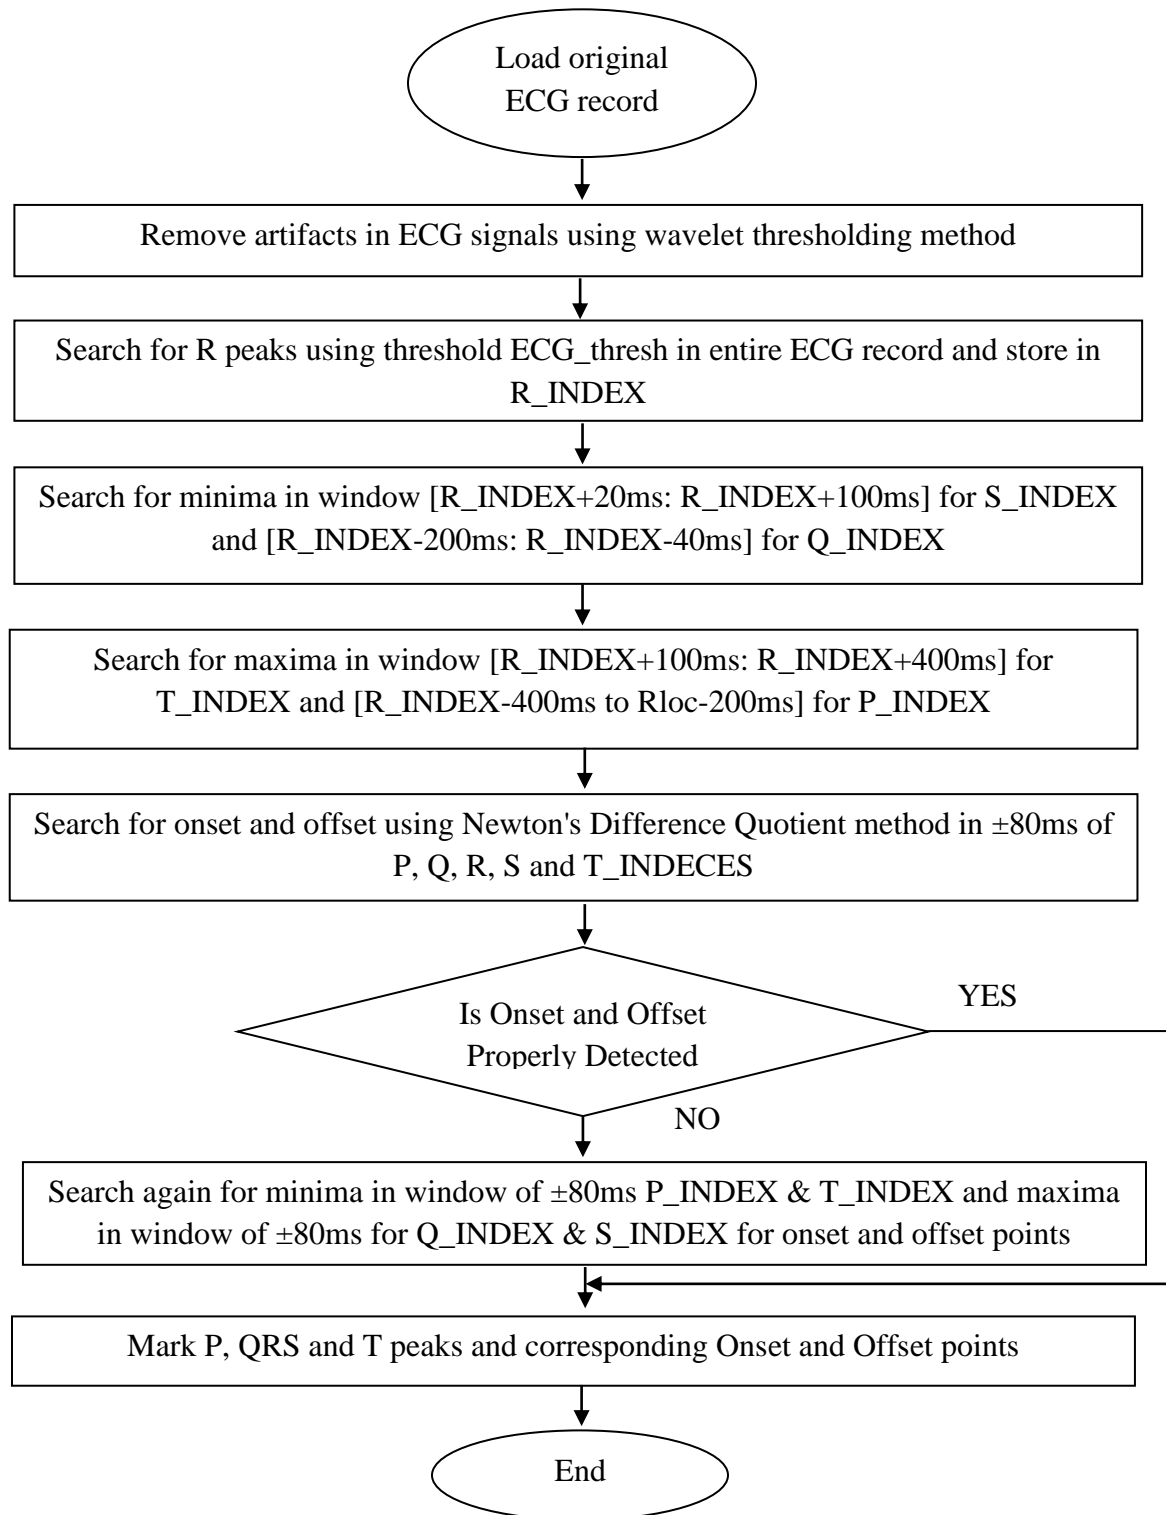 Load original
ECG record
Remove artifacts in ECG signals using wavelet thresholding method
Search for R peaks using threshold ECG_thresh in entire ECG record and store in
R_INDEX
Search for minima in window [R_INDEX+20ms: R_INDEX+100ms] for S_INDEX
and [R_INDEX-200ms: R_INDEX-40ms] for Q_INDEX
Search for maxima in window [R_INDEX+100ms: R_INDEX+400ms] for
T_INDEX and [R_INDEX-400ms to Rloc-200ms] for P_INDEX
Search for onset and offset using Newton's Difference Quotient method in ±80ms of
P, Q, R, S and T_INDECES
YES
Is Onset and Offset
Properly Detected
NO
Search again for minima in window of ±80ms P_INDEX & T_INDEX and maxima
in window of ±80ms for Q_INDEX & S_INDEX for onset and offset points
Mark P, QRS and T peaks and corresponding Onset and Offset points
End